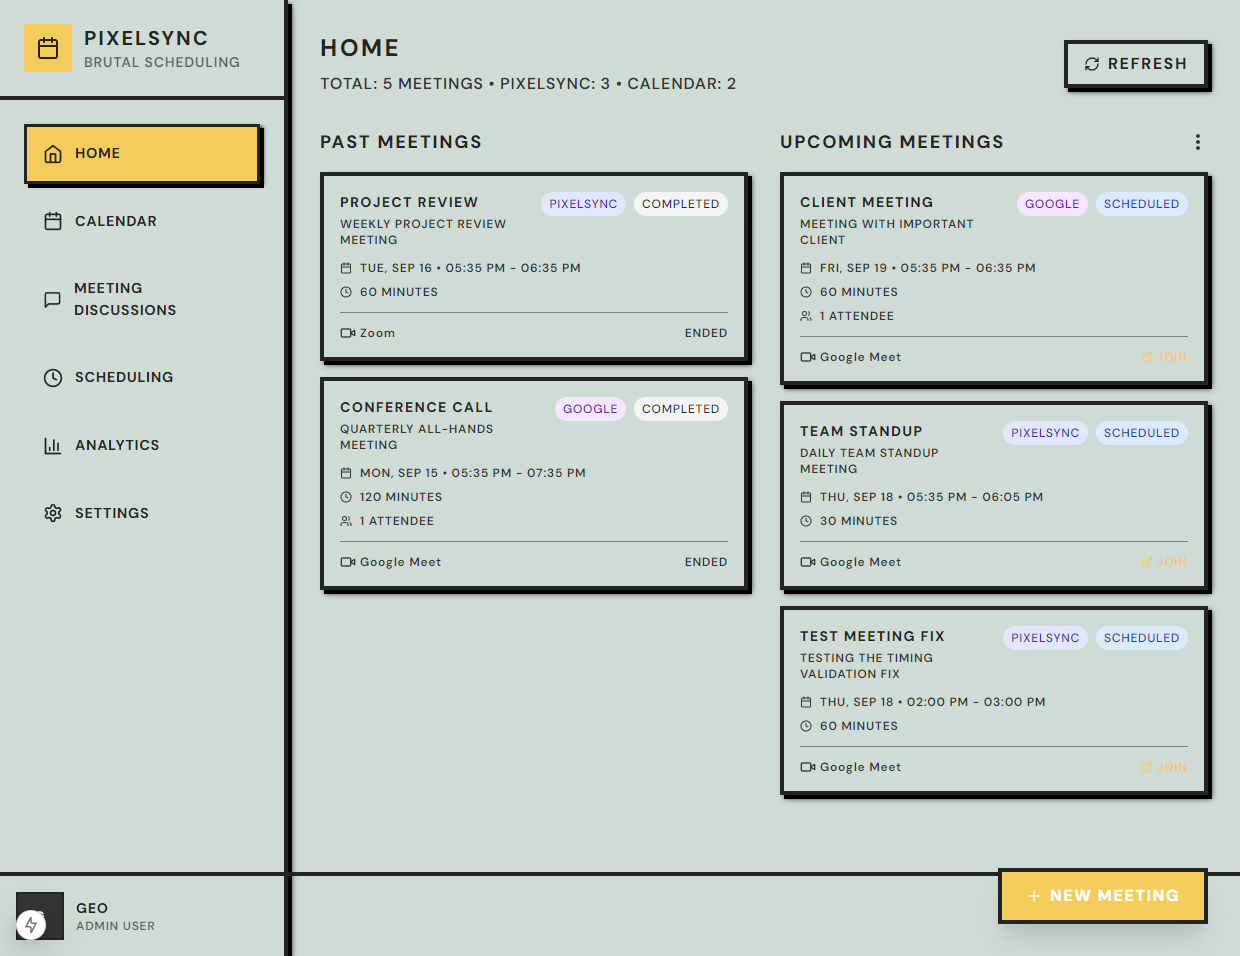 PIXELSYNC
BRUTAL SCHEDULING
HOME
CALENDAR
MEETING
DISCUSSIONS
SCHEDULING
ANALYTICS
SETTINGS
GEO
ADMIN USER
HOME
TOTAL: 5 MEETINGS • PIXELSYNC: 3 • CALENDAR: 2
REFRESH
PAST MEETINGS
PROJECT REVIEW PIXELSYNC COMPLETED
WEEKLY PROJECT REVIEW
MEETING
TUE, SEP 16 • 05:35 PM - 06:35 PM
60 MINUTES
Zoom ENDED
CONFERENCE CALL GOOGLE COMPLETED
QUARTERLY ALL-HANDS
MEETING
MON, SEP 15 • 05:35 PM - 07:35 PM
120 MINUTES
1 ATTENDEE
Google Meet ENDED
UPCOMING MEETINGS
CLIENT MEETING GOOGLE SCHEDULED
MEETING WITH IMPORTANT
CLIENT
FRI, SEP 19 • 05:35 PM - 06:35 PM
60 MINUTES
1 ATTENDEE
Google Meet JOIN
TEAM STANDUP PIXELSYNC SCHEDULED
DAILY TEAM STANDUP
MEETING
THU, SEP 18 • 05:35 PM - 06:05 PM
30 MINUTES
Google Meet JOIN
TEST MEETING FIX PIXELSYNC SCHEDULED
TESTING THE TIMING
VALIDATION FIX
THU, SEP 18 • 02:00 PM - 03:00 PM
60 MINUTES
Google Meet JOIN
+ NEW MEETING